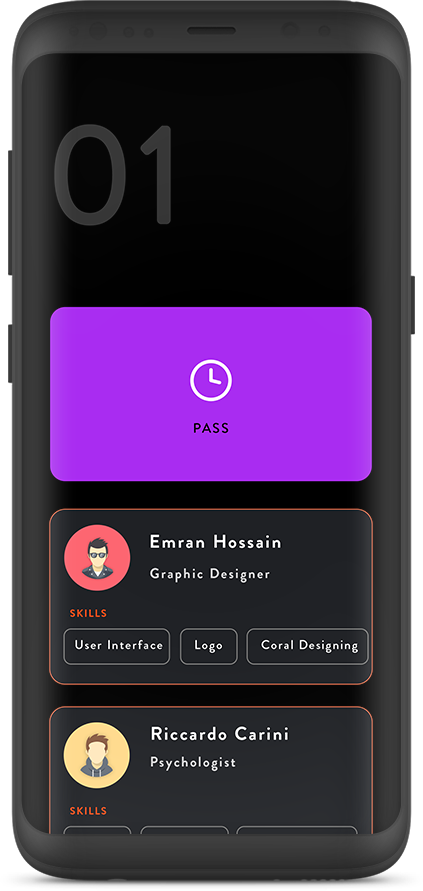 01
PASS
Emran Hossain
Graphic Designer
SKILLS
User Interface Logo Coral Designing
Riccardo Carini
Psychologist
SKILLS